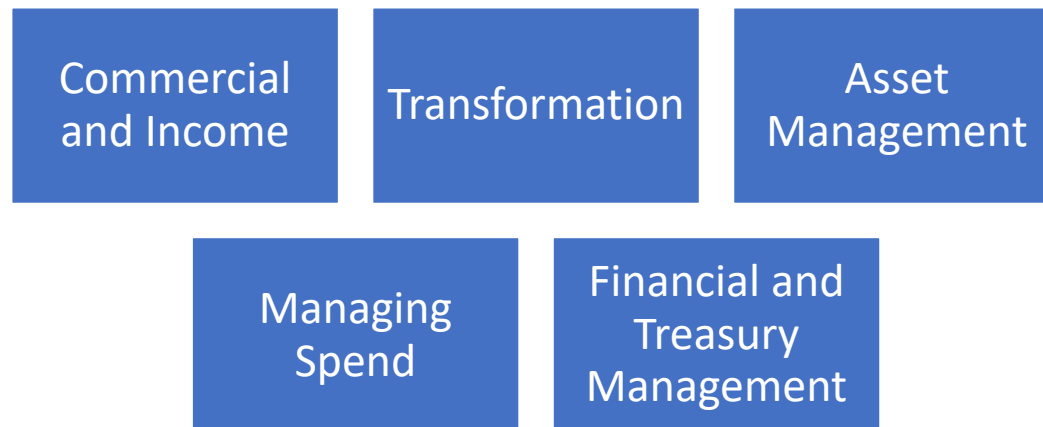 Commercial
and Income
Transformation
Asset
Management
Managing
Spend
Financial and
Treasury
Management